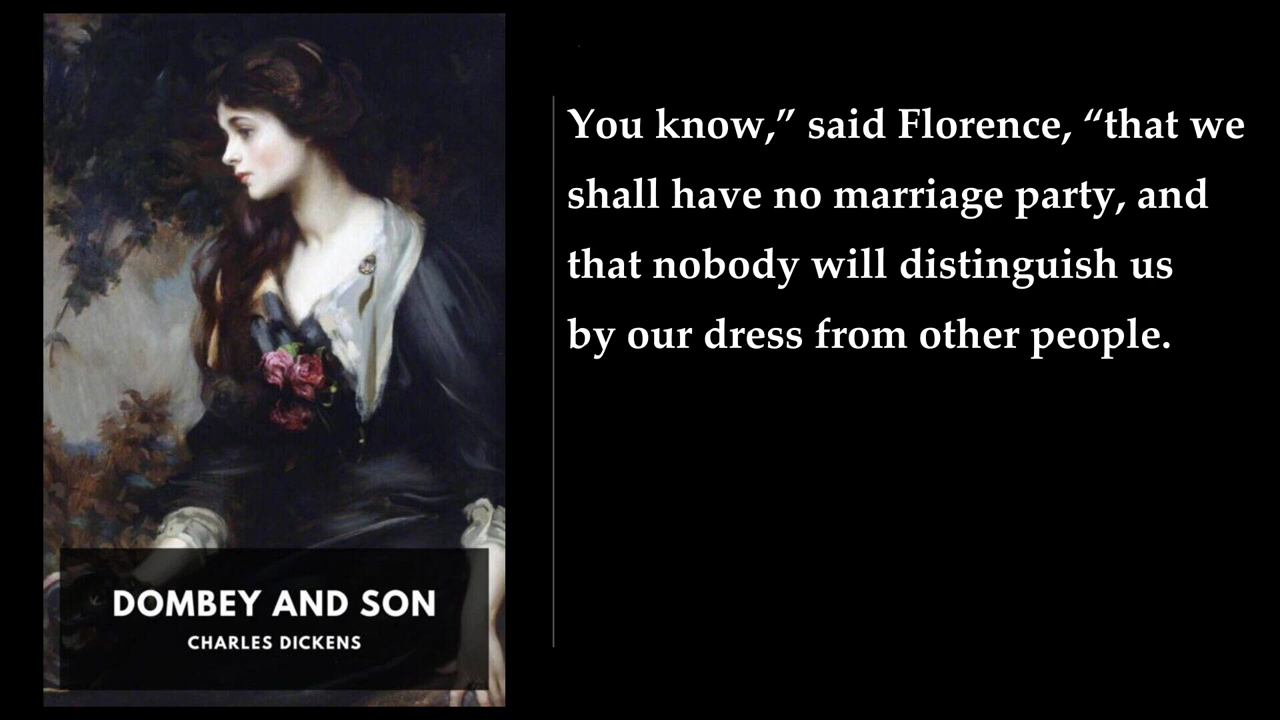 You know,” said Florence, “that we
shall have no marriage party, and
that nobody will distinguish us
by our dress from other people.
DOMBEY AND SON
CHARLES DICKENS